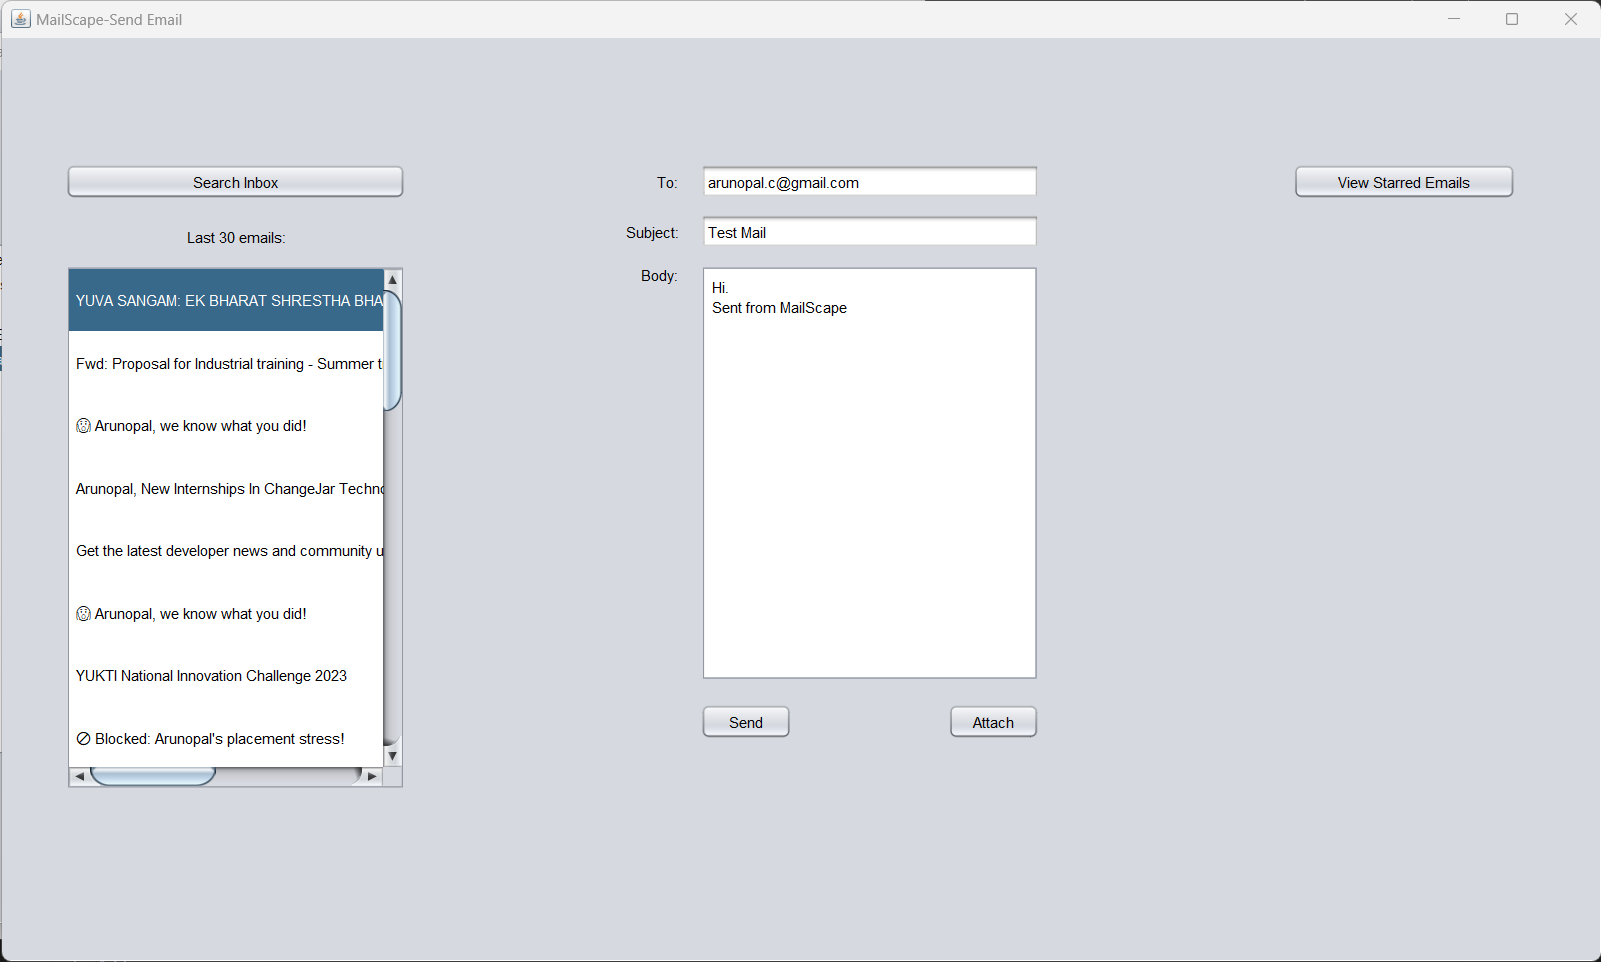 MailScape-Send Email
Search Inbox
Last 30 emails:
YUVA SANGAM: EK BHARAT SHRESTHA BHA
Fwd: Proposal for Industrial training - Summer t
Arunopal, we know what you did!
Arunopal, New Internships In ChangeJar Techno
Get the latest developer news and community u
Arunopal, we know what you did!
YUKTI National Innovation Challenge 2023
Blocked: Arunopal's placement stress!
To:
arunopal.c@gmail.com
Subject:
Test Mail
Body:
Hi.
Sent from MailScape
Send
Attach
View Starred Emails